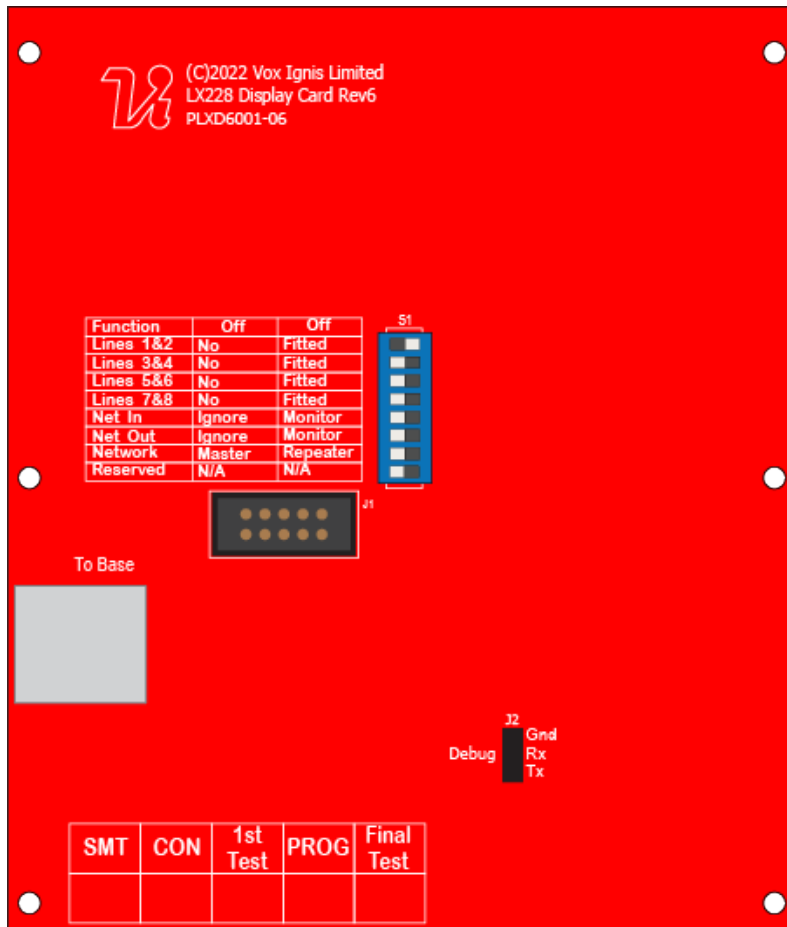 (C)2022 Vox Ignis Limited
LX228 Display Card Rev6
PLXD6001-06
S1
Function Off Off
Lines 1&2 No Fitted
Lines 3&4 No Fitted
Lines 5&6 No Fitted
Lines 7&8 No Fitted
Net In Ignore Monitor
Net Out Ignore Monitor
Network Master Repeater
Reserved N/A N/A
J1
To Base
J2
Gnd
Debug Rx
Tx
SMT CON 1st Test PROG Final Test